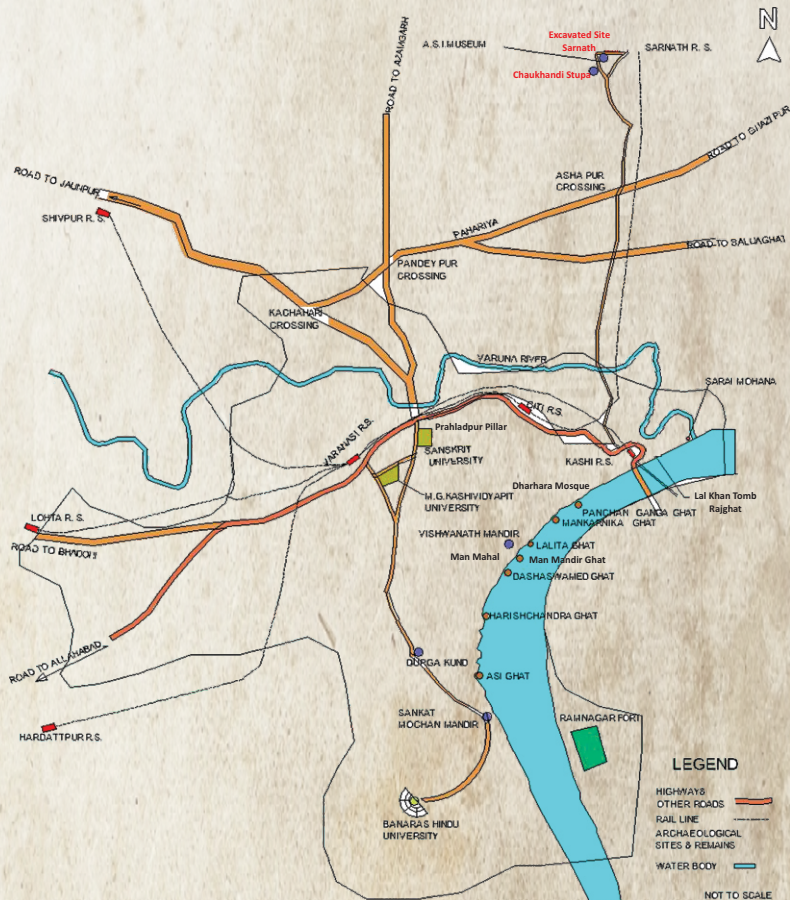 N
Excavated Site
Sarnath
A.S.I.MUSEUM
SARNATH R. S.
Chaukhandi Stupa
ROAD TO AZAMGARH
ROAD TO GHAZIPUR
ROAD TO JAUNPUR
ASHA PUR
CROSSING
SHIVPUR R. S.
PAHARIYA
ROAD TO BALUAGHAT
PANDEY PUR
CROSSING
KACHAHARI
CROSSING
VARUNA RIVER
SARAI MOHANA
CITI R.S.
Prahladpur Pillar
VARANASI R.S.
SANSKRIT
UNIVERSITY
KASHI R.S.
M.G.KASHIVIDYAPIT
UNIVERSITY
Dharhara Mosque
Lal Khan Tomb
Rajghat
LOHTA R. S.
PANCHAN GANGA GHAT
MANKARNIKA GHAT
ROAD TO BHADOHI
VISHWANATH MANDIR
LALITA GHAT
Man Mahal
Man Mandir Ghat
DASHASWAMED GHAT
HARISHCHANDRA GHAT
ROAD TO ALLAHABAD
DURGA KUND
ASI GHAT
SANKAT
MOCHAN MANDIR
RAMNAGAR FORT
HARDATTPUR R.S.
BANARAS HINDU
UNIVERSITY
LEGEND
HIGHWAYS
OTHER ROADS
RAIL LINE
ARCHAEOLOGICAL
SITES & REMAINS
WATER BODY
NOT TO SCALE